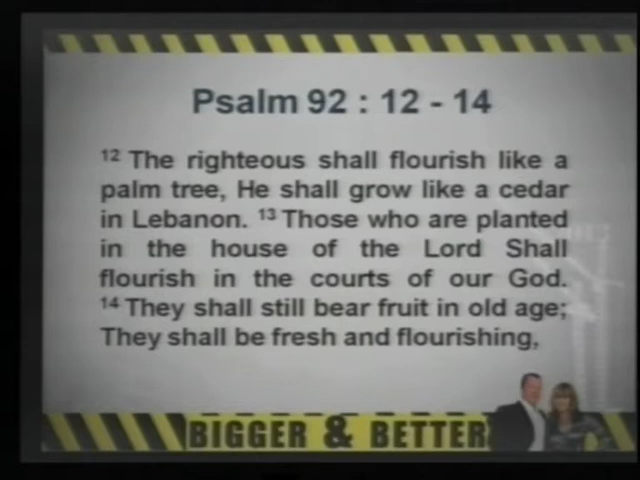 Psalm 92 : 12 - 14
12 The righteous shall flourish like a
palm tree, He shall grow like a cedar
in Lebanon. 13 Those who are planted
in the house of the Lord Shall
flourish in the courts of our God.
14 They shall still bear fruit in old age;
They shall be fresh and flourishing,
BIGGER & BETTER